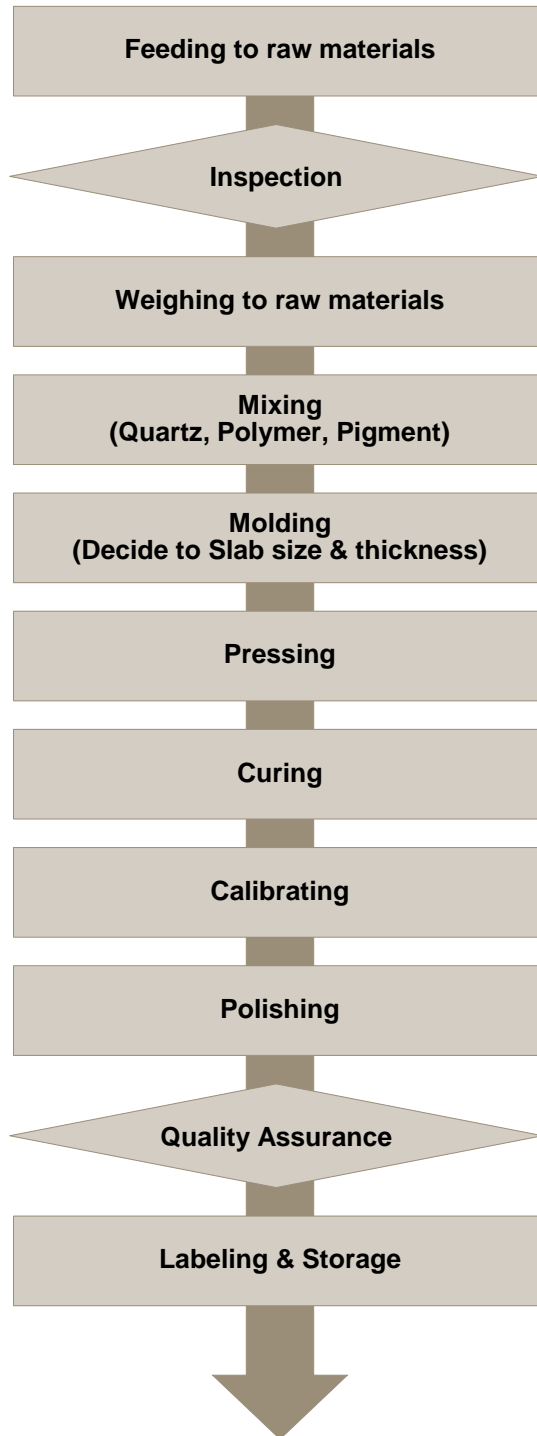 Feeding to raw materials
Inspection
Weighing to raw materials
Mixing
(Quartz, Polymer, Pigment)
Molding
(Decide to Slab size & thickness)
Pressing
Curing
Calibrating
Polishing
Quality Assurance
Labeling & Storage